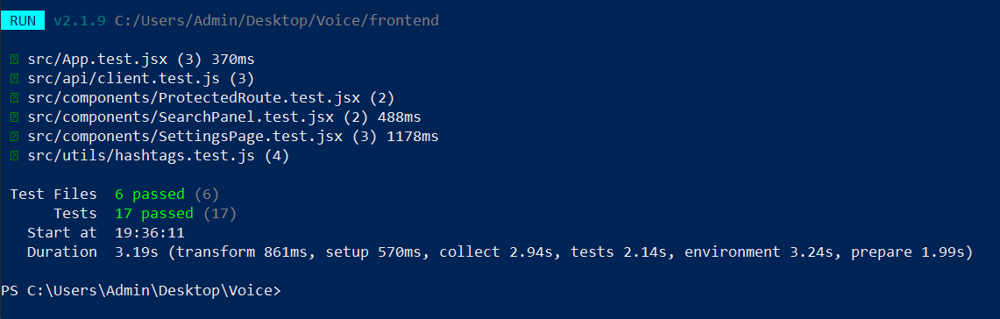 RUN v2.1.9 C:/Users/Admin/Desktop/Voice/frontend
src/App.test.jsx (3) 370ms
src/api/client.test.js (3)
src/components/ProtectedRoute.test.jsx (2)
src/components/SearchPanel.test.jsx (2) 488ms
src/components/SettingsPage.test.jsx (3) 1178ms
src/utils/hashtags.test.js (4)
Test Files 6 passed (6)
Tests 17 passed (17)
Start at 19:36:11
Duration 3.19s (transform 861ms, setup 570ms, collect 2.94s, tests 2.14s, environment 3.24s, prepare 1.99s)
PS C:\Users\Admin\Desktop\Voice>